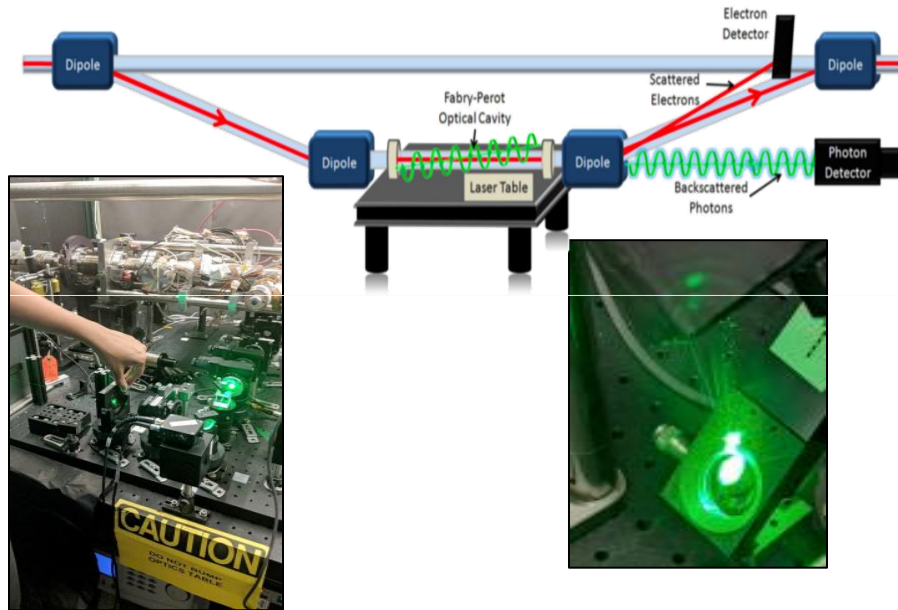 Electron
Detector
Dipole
Dipole
Scattered
Electrons
Fabry-Perot
Optical Cavity
Dipole
Dipole
Photon
Detector
Laser Table
Backscattered
Photons
CAUTION
DO NOT BUMP
OPTICS TABLE